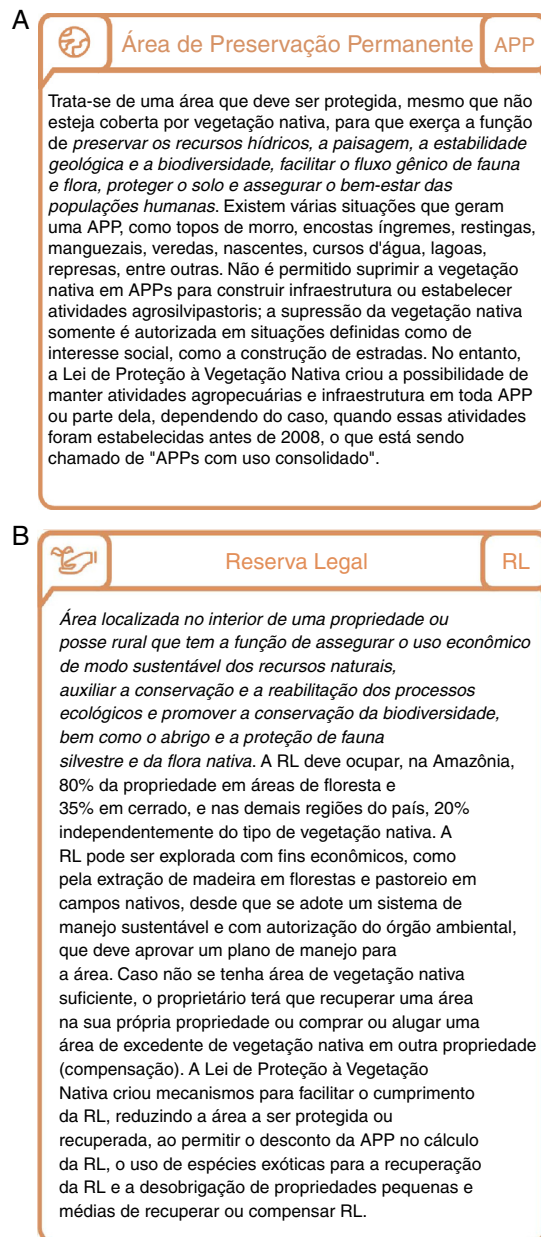 A
Área de Preservação Permanente APP
Trata-se de uma área que deve ser protegida, mesmo que não
esteja coberta por vegetação nativa, para que exerça a função
de preservar os recursos hídricos, a paisagem, a estabilidade
geológica e a biodiversidade, facilitar o fluxo gênico de fauna
e flora, proteger o solo e assegurar o bem-estar das
populações humanas. Existem várias situações que geram
uma APP, como topos de morro, encostas íngremes, restingas,
manguezais, veredas, nascentes, cursos d'água, lagoas,
represas, entre outras. Não é permitido suprimir a vegetação
nativa em APPs para construir infraestrutura ou estabelecer
atividades agrosilvipastoris; a supressão da vegetação nativa
somente é autorizada em situações definidas como de
interesse social, como a construção de estradas. No entanto,
a Lei de Proteção à Vegetação Nativa criou a possibilidade de
manter atividades agropecuárias e infraestrutura em toda APP
ou parte dela, dependendo do caso, quando essas atividades
foram estabelecidas antes de 2008, o que está sendo
chamado de "APPs com uso consolidado".
B
Reserva Legal RL
Área localizada no interior de uma propriedade ou
posse rural que tem a função de assegurar o uso econômico
de modo sustentável dos recursos naturais,
auxiliar a conservação e a reabilitação dos processos
ecológicos e promover a conservação da biodiversidade,
bem como o abrigo e a proteção de fauna
silvestre e da flora nativa. A RL deve ocupar, na Amazônia,
80% da propriedade em áreas de floresta e
35% em cerrado, e nas demais regiões do país, 20%
independentemente do tipo de vegetação nativa. A
RL pode ser explorada com fins econômicos, como
pela extração de madeira em florestas e pastoreio em
campos nativos, desde que se adote um sistema de
manejo sustentável e com autorização do órgão ambiental,
que deve aprovar um plano de manejo para
a área. Caso não se tenha área de vegetação nativa
suficiente, o proprietário terá que recuperar uma área
na sua própria propriedade ou comprar ou alugar uma
área de excedente de vegetação nativa em outra propriedade
(compensação). A Lei de Proteção à Vegetação
Nativa criou mecanismos para facilitar o cumprimento
da RL, reduzindo a área a ser protegida ou
recuperada, ao permitir o desconto da APP no cálculo
da RL, o uso de espécies exóticas para a recuperação
da RL e a desobrigação de propriedades pequenas e
médias de recuperar ou compensar RL.